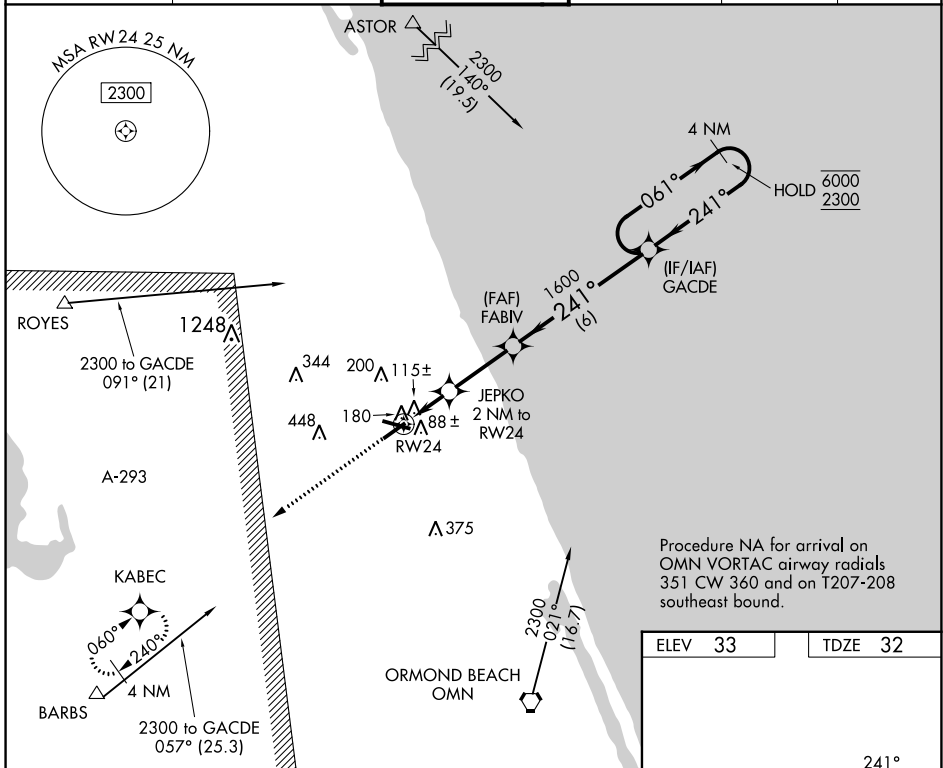 ASTOR
2300
140°
(19.5)
MSA RW24 25 NM
2300
4 NM
HOLD 6000
2300
061°
241°
(IF/IAF)
GACDE
1600
241°
(6)
(FAF)
FABIV
ROYES
2300 to GACDE
091° (21)
1248
344
200
115±
JEPKO
2 NM to
RW24
180
88±
448
RW24
A-293
375
KABEC
060°
240°
4 NM
BARBS
2300 to GACDE
057° (25.3)
2300
021°
(16.7)
ORMOND BEACH
OMN
Procedure NA for arrival on
OMN VORTAC airway radials
351 CW 360 and on T207-208
southeast bound.
ELEV 33
TDZE 32
241°